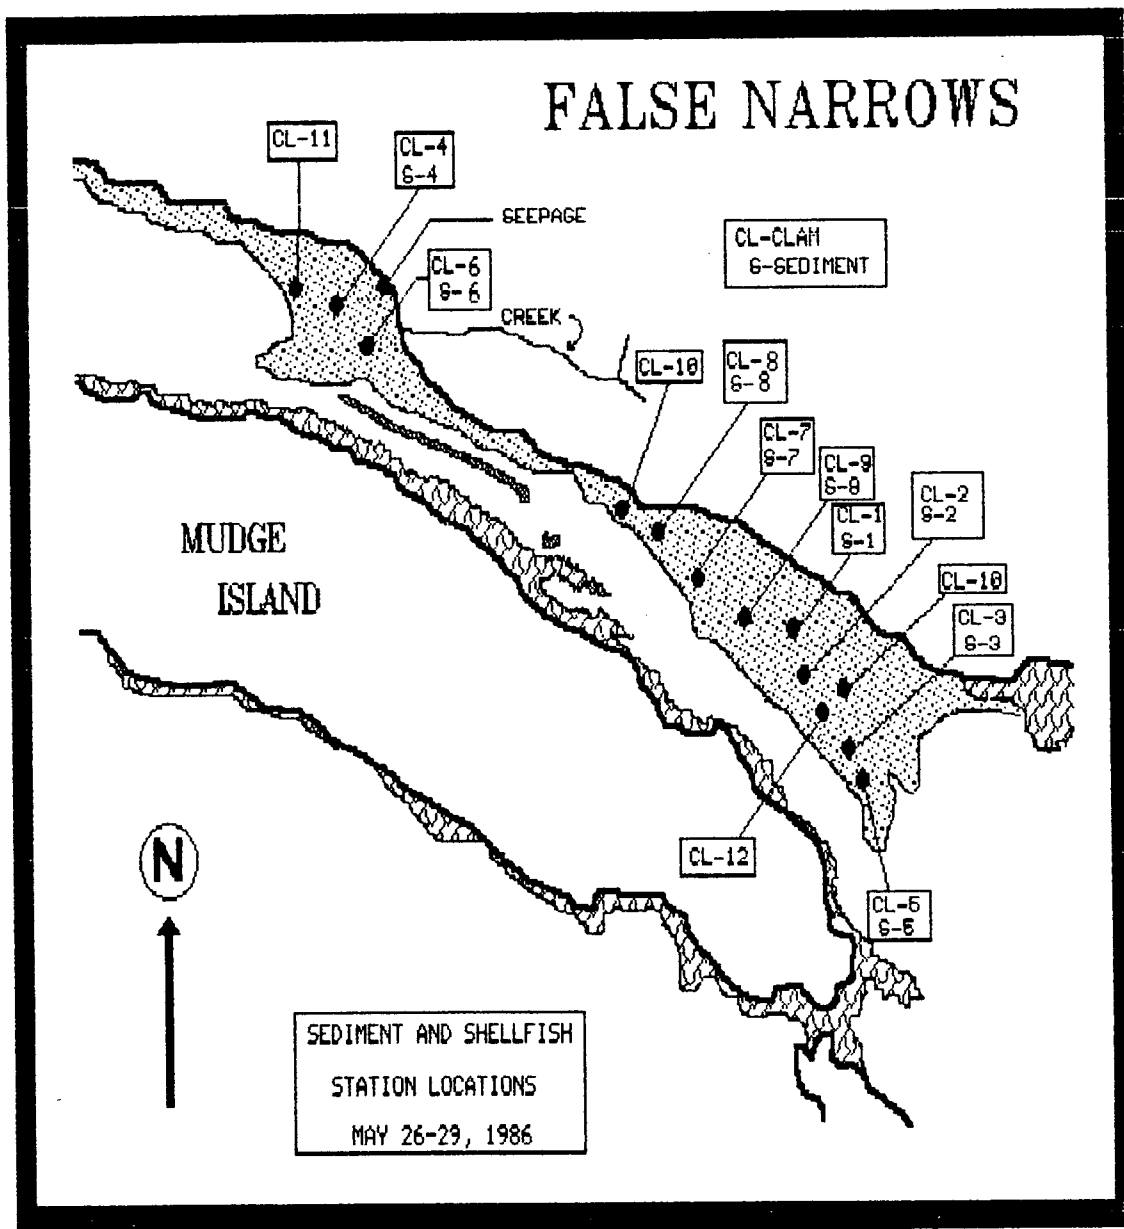 FALSE NARROWS
CL-11
CL-4
S-4
SEEPAGE
CL-CLAM
S-SEDIMENT
CL-6
S-6
CREEK
CL-10
CL-8
S-8
CL-7
S-7
CL-9
S-9
CL-2
S-2
CL-1
S-1
CL-10
CL-3
S-3
MUDGE
ISLAND
CL-12
CL-5
S-5
N
SEDIMENT AND SHELLFISH
STATION LOCATIONS
MAY 26-29, 1986